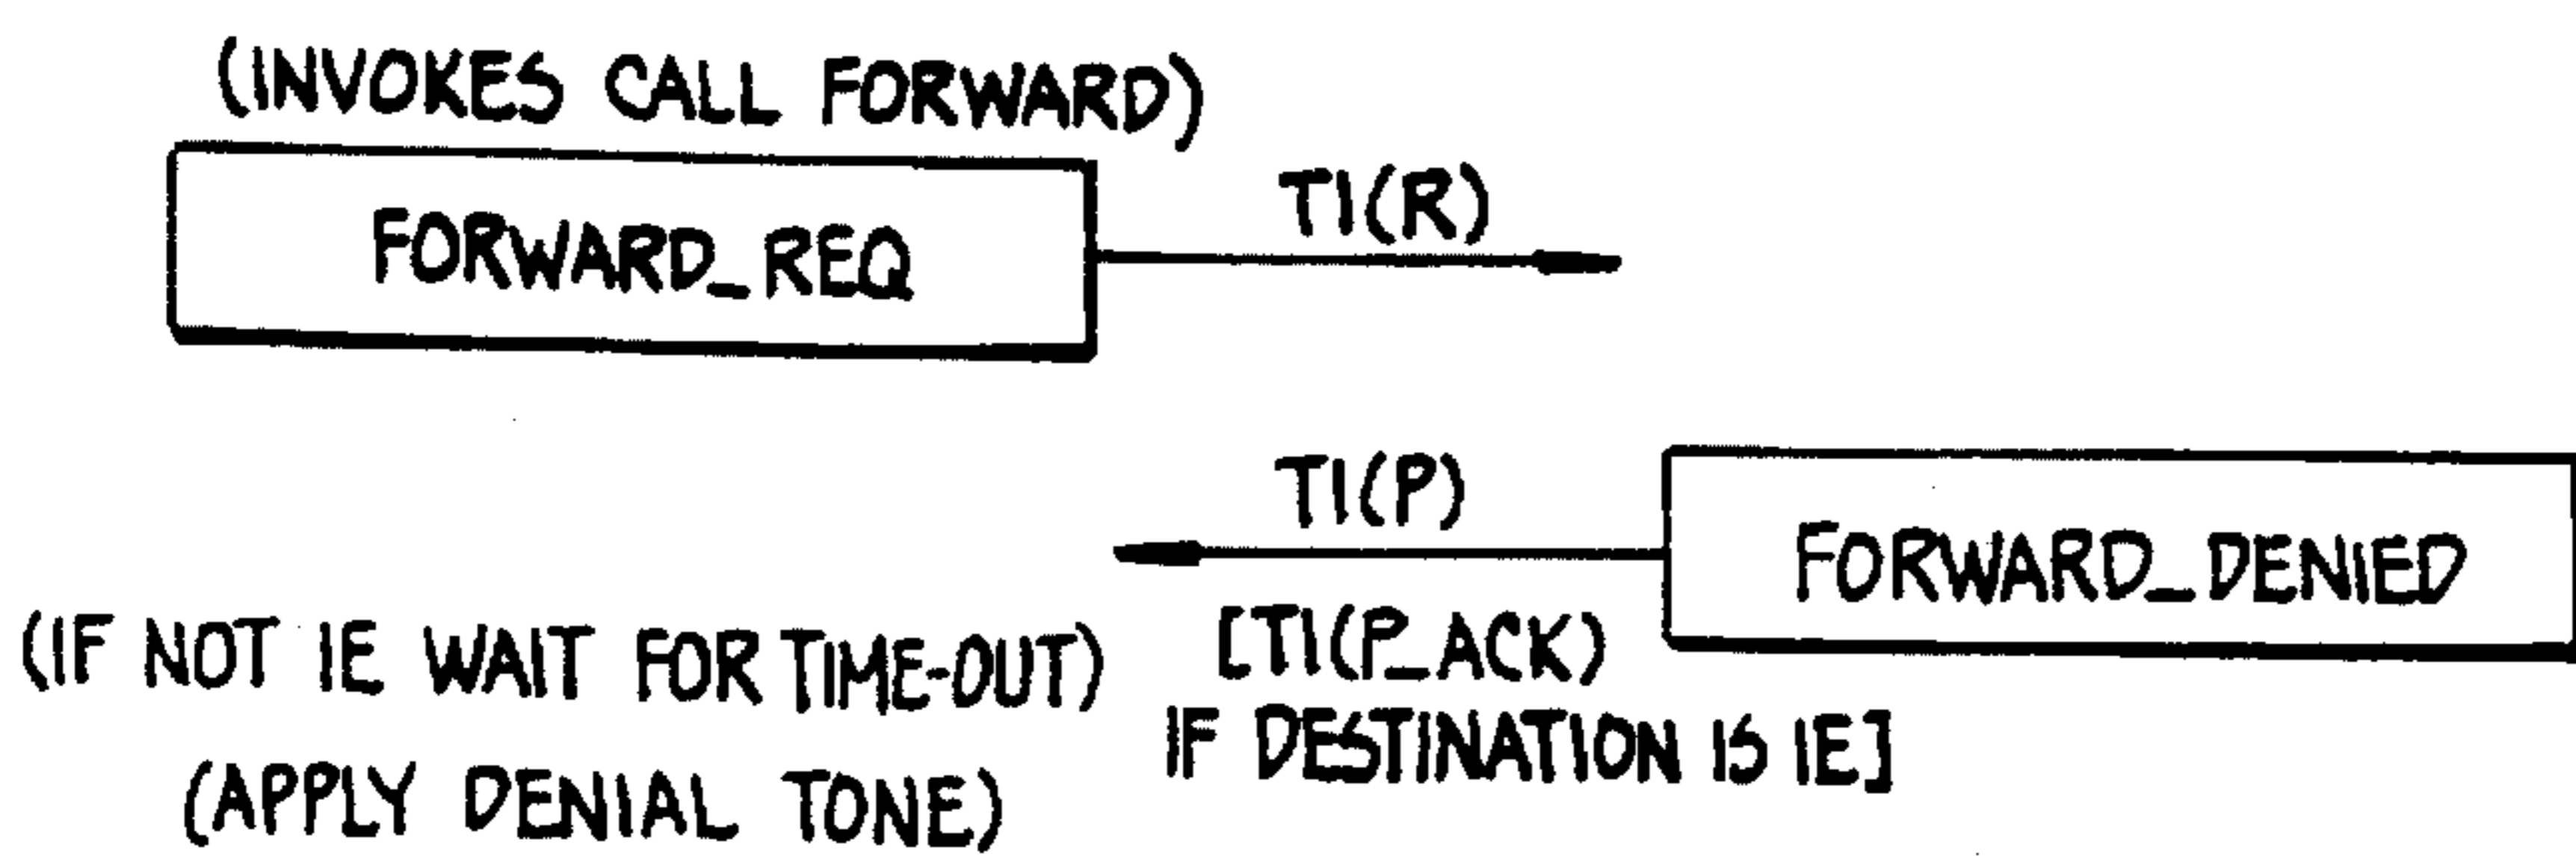 (INVOKES CALL FORWARD)
FORWARD_REQ
TI(R)
TI(P)
FORWARD_DENIED
[TI(P_ACK)
IF DESTINATION IS IE]
(IF NOT IE WAIT FOR TIME-OUT)
(APPLY DENIAL TONE)